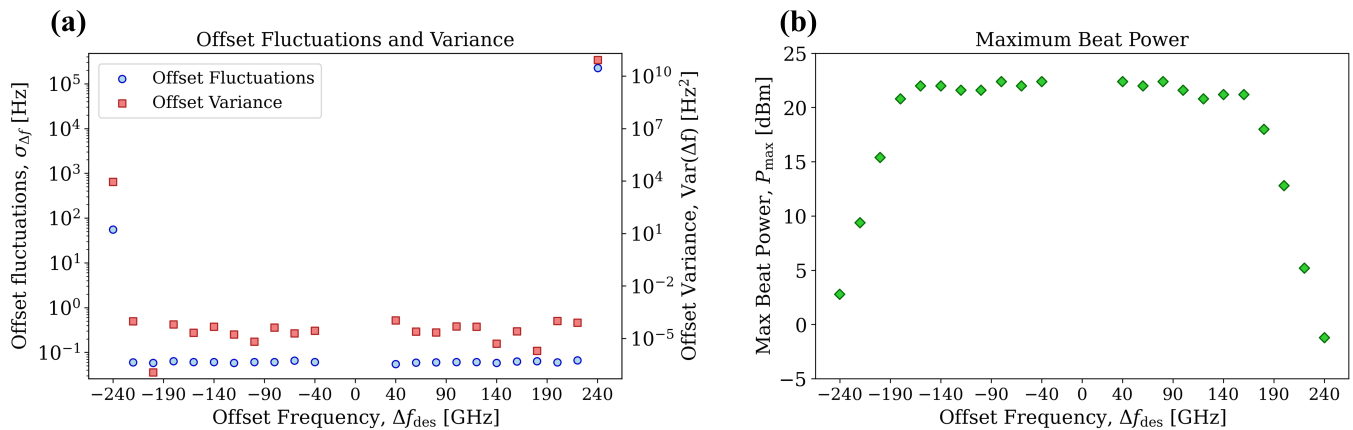 (a)
Offset Fluctuations and Variance
Offset fluctuations, σ_Δf [Hz]
10^5
10^4
10^3
10^2
10^1
10^0
10^−1
Offset Fluctuations
Offset Variance
10^10
10^7
10^4
10^1
10^−2
10^−5
Offset Variance, Var(Δf) [Hz^2]
−240 −190 −140 −90 −40 0 40 90 140 190 240
Offset Frequency, Δf_des [GHz]
(b)
Maximum Beat Power
Max Beat Power, P_max [dBm]
25
20
15
10
5
0
−5
−240 −190 −140 −90 −40 0 40 90 140 190 240
Offset Frequency, Δf_des [GHz]